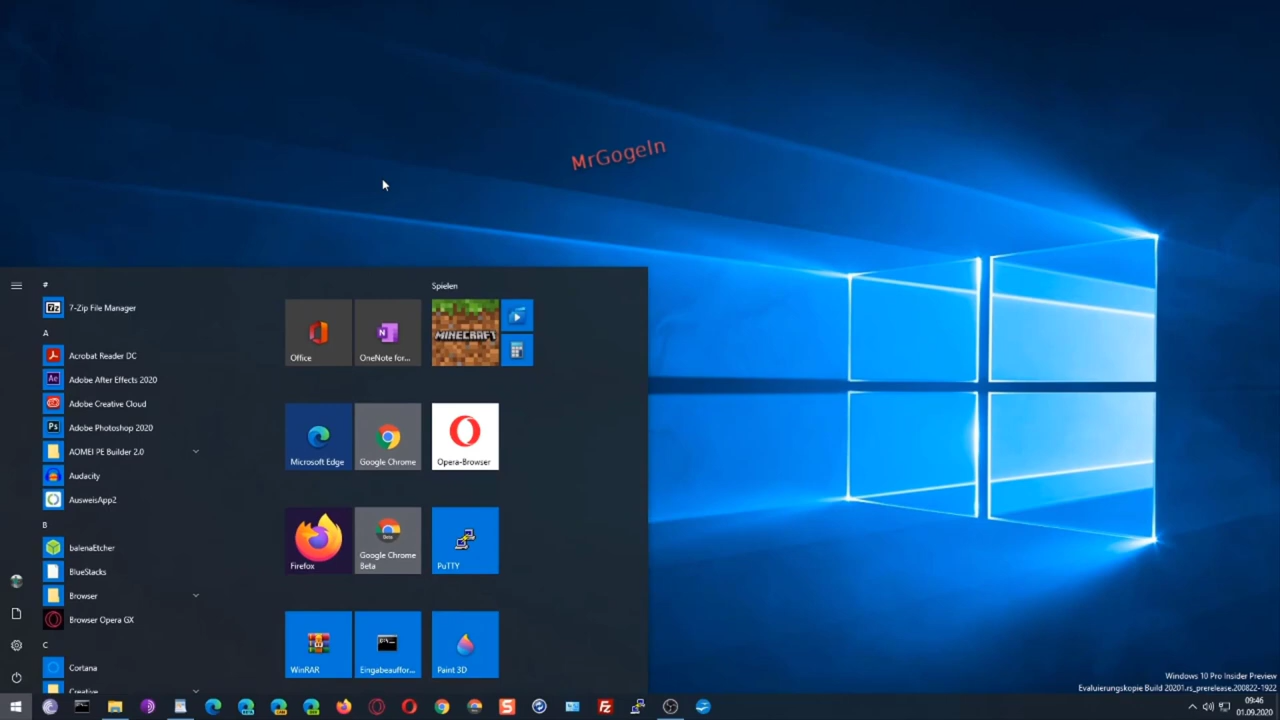 MrGogeIn
#
7-Zip File Manager
A
Acrobat Reader DC
Adobe After Effects 2020
Adobe Creative Cloud
Adobe Photoshop 2020
AOMEI PE Builder 2.0
Audacity
AusweisApp2
B
balenaEtcher
BlueStacks
Browser
Browser Opera GX
C
Cortana
Creative
Office
OneNote for...
Spielen
MINECRAFT
Microsoft Edge
Google Chrome
Opera-Browser
Firefox
Google Chrome
Beta
PuTTY
WinRAR
Eingabeauffor...
Paint 3D
Windows 10 Pro Insider Preview
Evaluierungskopie Build 20201.rs_prerelease.200822-1922
09:46
01.09.2020